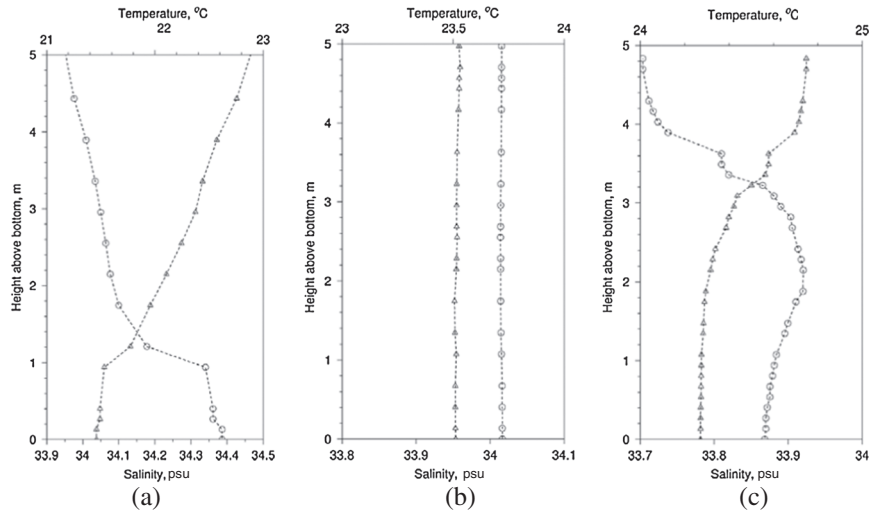 Temperature, °C
21 22 23
5
4
3
2
1
0
Height above bottom, m
33.9 34 34.1 34.2 34.3 34.4 34.5
Salinity, psu
(a)
Temperature, °C
23 23.5 24
5
4
3
2
1
0
Height above bottom, m
33.8 33.9 34 34.1
Salinity, psu
(b)
Temperature, °C
24 25
5
4
3
2
1
0
Height above bottom, m
33.7 33.8 33.9 34
Salinity, psu
(c)